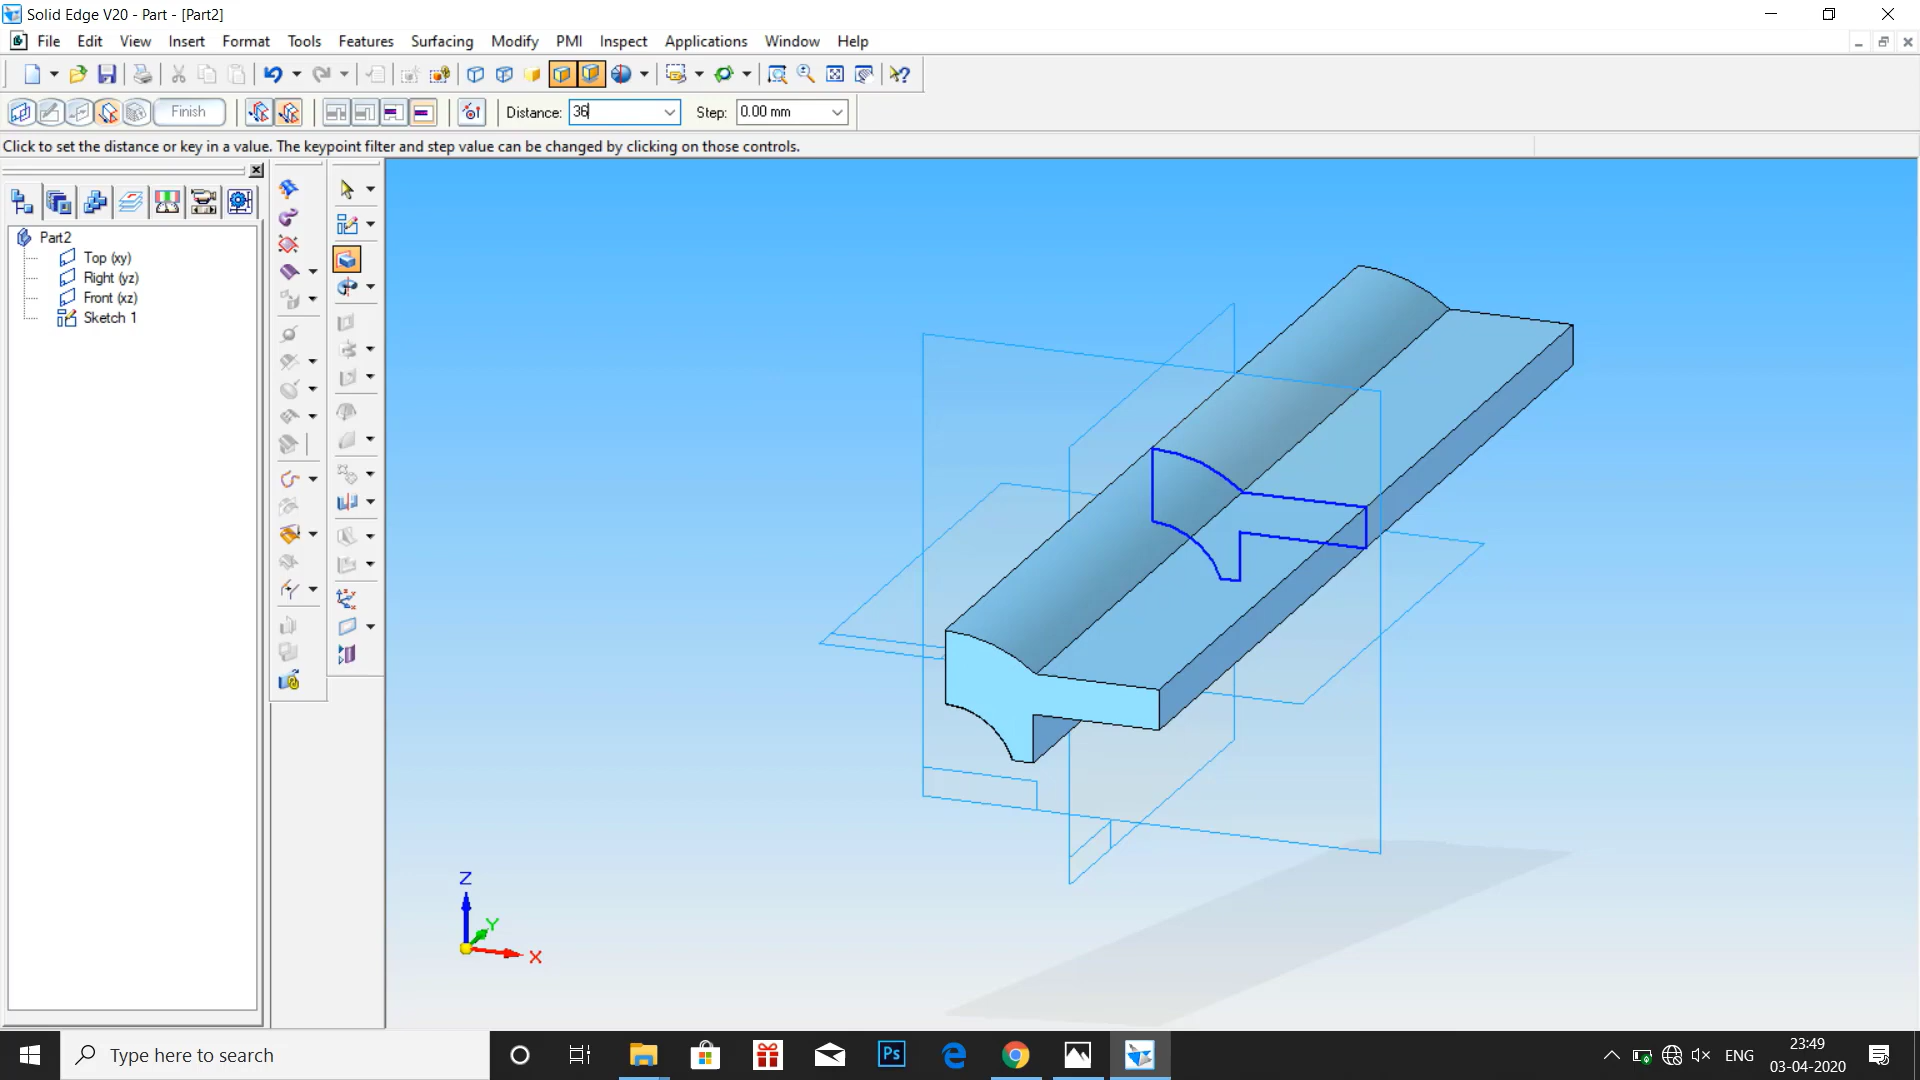 Solid Edge V20 - Part - [Part2]
File Edit View Insert Format Tools Features Surfacing Modify PMI Inspect Applications Window Help
Finish Distance: 36 Step: 0.00 mm
Click to set the distance or key in a value. The keypoint filter and step value can be changed by clicking on those controls.
Part2
Top (xy)
Right (yz)
Front (xz)
Sketch 1
Z
Y
X
Type here to search
Ps
ENG
23:49
03-04-2020